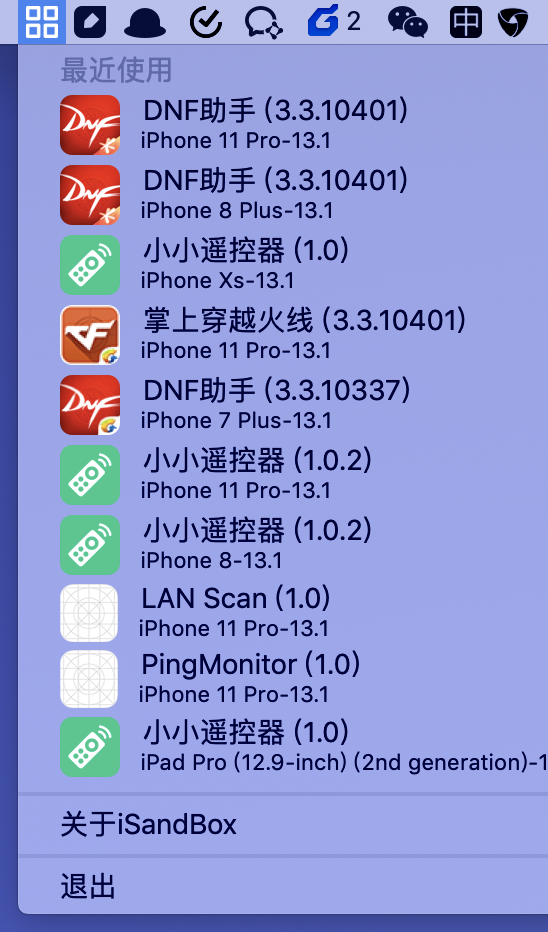 2
中
最近使用
DNF助手 (3.3.10401)
iPhone 11 Pro-13.1
DNF助手 (3.3.10401)
iPhone 8 Plus-13.1
小小遥控器 (1.0)
iPhone Xs-13.1
掌上穿越火线 (3.3.10401)
iPhone 11 Pro-13.1
DNF助手 (3.3.10337)
iPhone 7 Plus-13.1
小小遥控器 (1.0.2)
iPhone 11 Pro-13.1
小小遥控器 (1.0.2)
iPhone 8-13.1
LAN Scan (1.0)
iPhone 11 Pro-13.1
PingMonitor (1.0)
iPhone 11 Pro-13.1
小小遥控器 (1.0)
iPad Pro (12.9-inch) (2nd generation)-1
关于iSandBox
退出